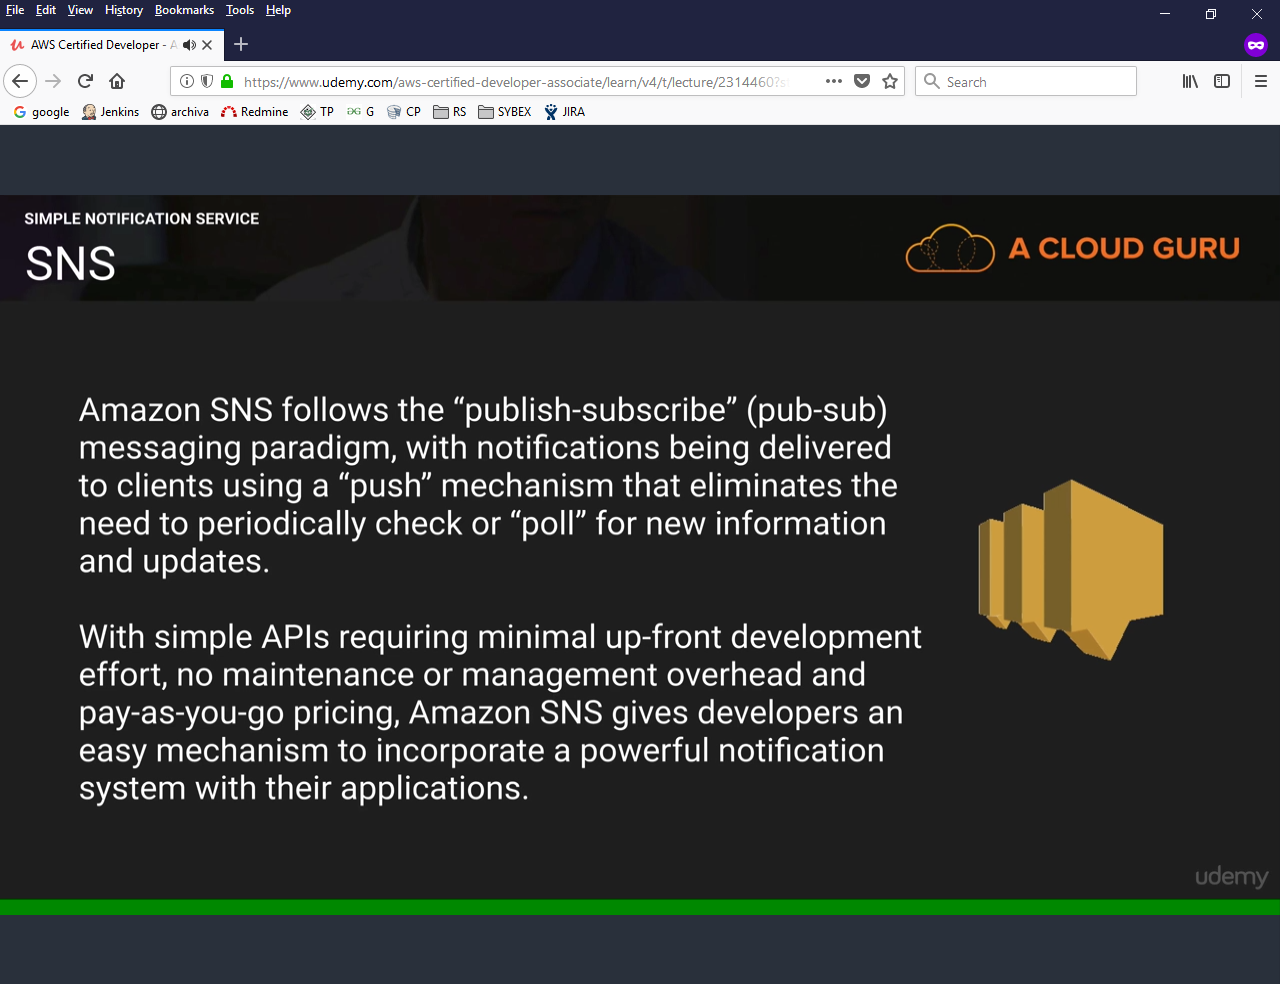 File Edit View History Bookmarks Tools Help
AWS Certified Developer - A
https://www.udemy.com/aws-certified-developer-associate/learn/v4/t/lecture/2314460?s
Search
google Jenkins archiva Redmine TP G CP RS SYBEX JIRA
SIMPLE NOTIFICATION SERVICE
SNS
A CLOUD GURU
Amazon SNS follows the “publish-subscribe” (pub-sub)
messaging paradigm, with notifications being delivered
to clients using a “push” mechanism that eliminates the
need to periodically check or “poll” for new information
and updates.
With simple APIs requiring minimal up-front development
effort, no maintenance or management overhead and
pay-as-you-go pricing, Amazon SNS gives developers an
easy mechanism to incorporate a powerful notification
system with their applications.
udemy